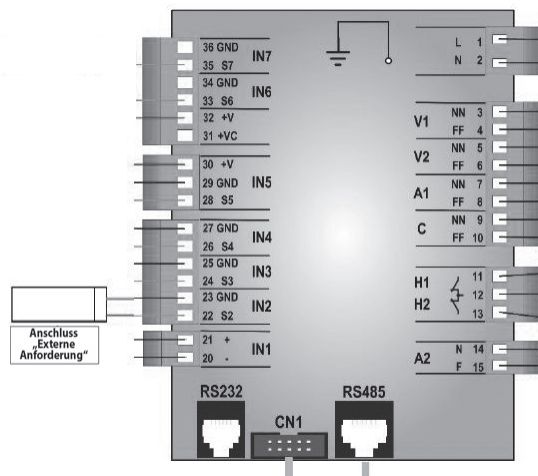 36 GND
35 S7
IN7
34 GND
33 S6
IN6
32 +V
31 +VC
30 +V
29 GND
28 S5
IN5
27 GND
26 S4
IN4
25 GND
24 S3
IN3
23 GND
22 S2
IN2
21 +
20 -
IN1
Anschluss
„Externe
Anforderung“
L 1
N 2
V1
NN 3
FF 4
V2
NN 5
FF 6
A1
NN 7
FF 8
C
NN 9
FF 10
H1
H2
11
12
13
A2
N 14
F 15
RS232
CN1
RS485